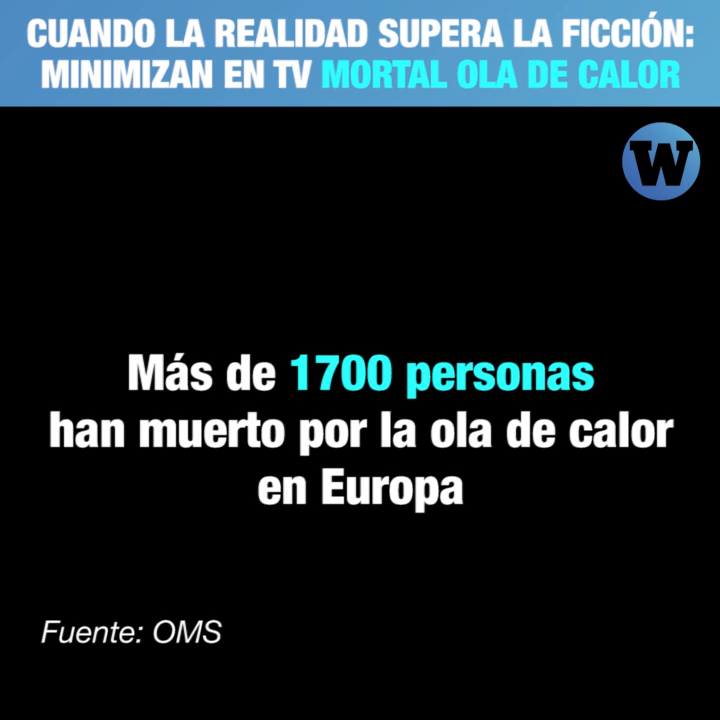 CUANDO LA REALIDAD SUPERA LA FICCIÓN:
MINIMIZAN EN TV MORTAL OLA DE CALOR
W
Más de 1700 personas
han muerto por la ola de calor
en Europa
Fuente: OMS